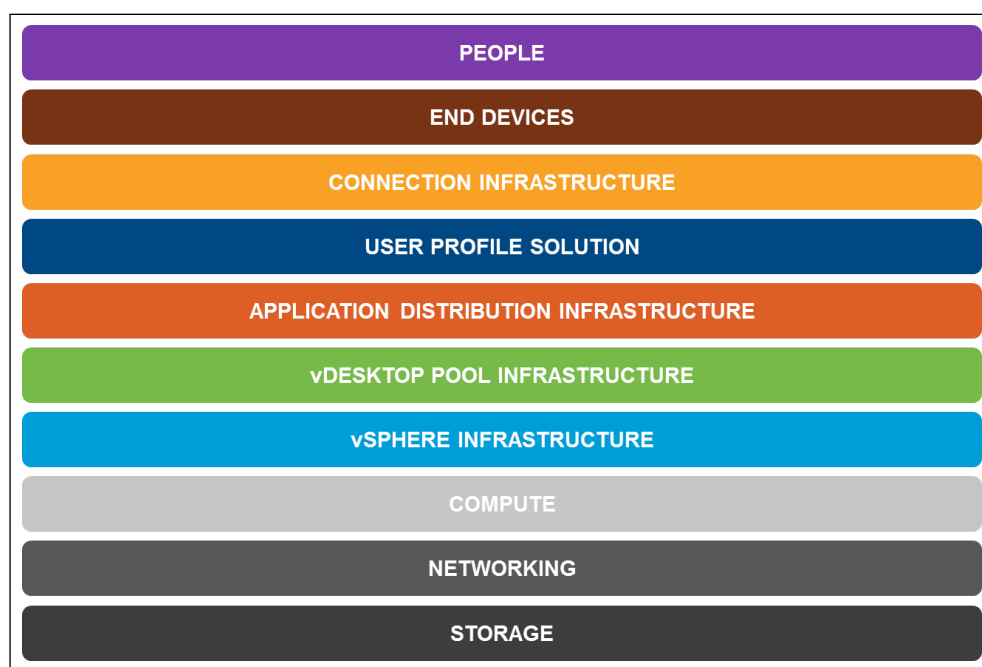 PEOPLE
END DEVICES
CONNECTION INFRASTRUCTURE
USER PROFILE SOLUTION
APPLICATION DISTRIBUTION INFRASTRUCTURE
vDESKTOP POOL INFRASTRUCTURE
vSPHERE INFRASTRUCTURE
COMPUTE
NETWORKING
STORAGE